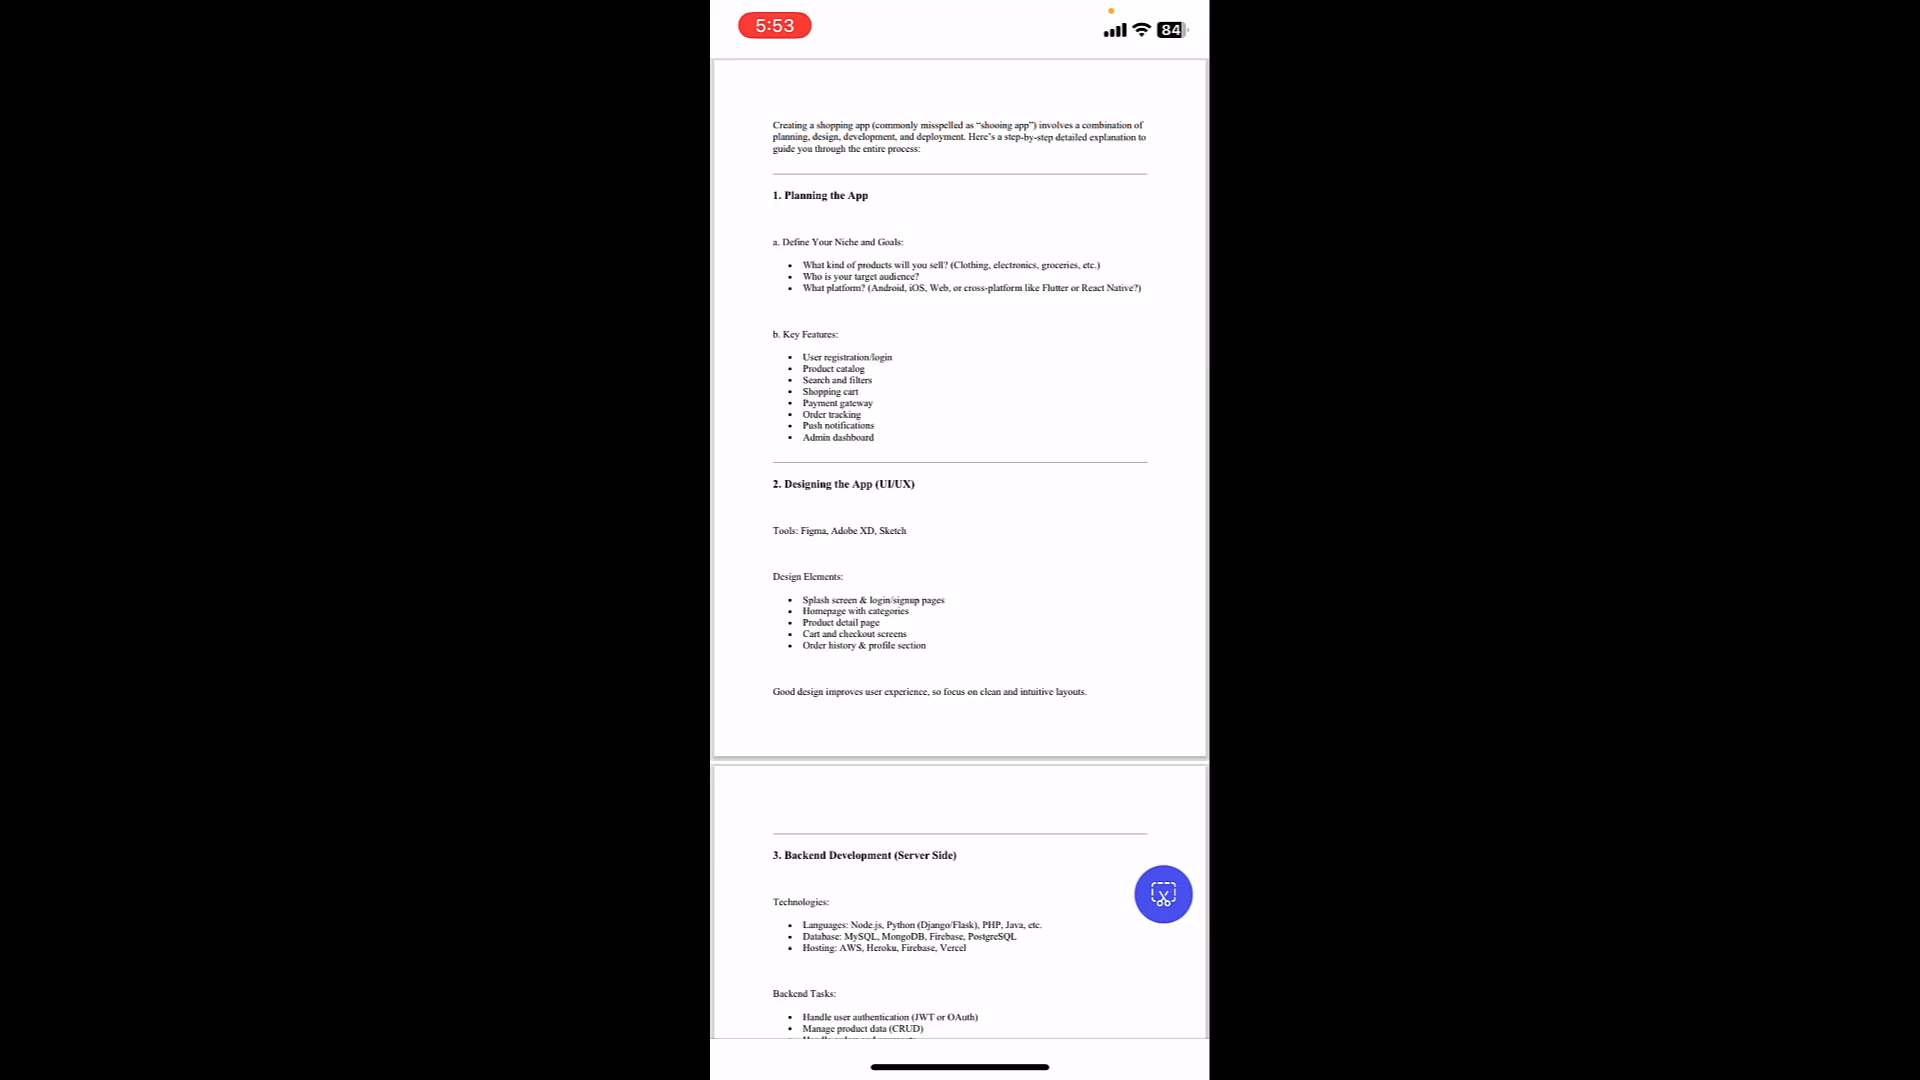 5:53
84
Creating a shopping app (commonly misspelled as “shooing app”) involves a combination of
planning, design, development, and deployment. Here’s a step-by-step detailed explanation to
guide you through the entire process:
1. Planning the App
a. Define Your Niche and Goals:
• What kind of products will you sell? (Clothing, electronics, groceries, etc.)
• Who is your target audience?
• What platform? (Android, iOS, Web, or cross-platform like Flutter or React Native?)
b. Key Features:
• User registration/login
• Product catalog
• Search and filters
• Shopping cart
• Payment gateway
• Order tracking
• Push notifications
• Admin dashboard
2. Designing the App (UI/UX)
Tools: Figma, Adobe XD, Sketch
Design Elements:
• Splash screen & login/signup pages
• Homepage with categories
• Product detail page
• Cart and checkout screens
• Order history & profile section
Good design improves user experience, so focus on clean and intuitive layouts.
3. Backend Development (Server Side)
Technologies:
• Languages: Node.js, Python (Django/Flask), PHP, Java, etc.
• Database: MySQL, MongoDB, Firebase, PostgreSQL
• Hosting: AWS, Heroku, Firebase, Vercel
Backend Tasks:
• Handle user authentication (JWT or OAuth)
• Manage product data (CRUD)